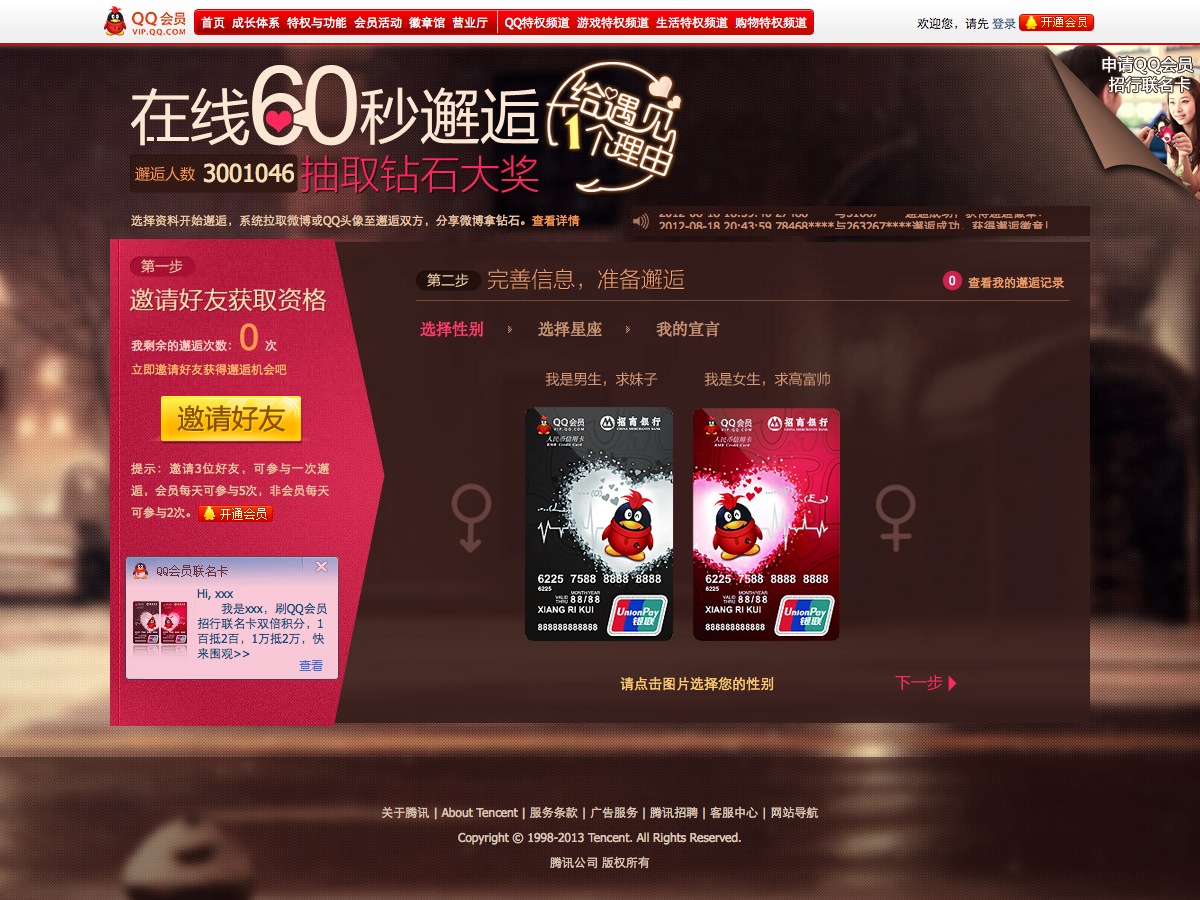 QQ会员
VIP.QQ.COM
首页 成长体系 特权与功能 会员活动 徽章馆 营业厅 QQ特权频道 游戏特权频道 生活特权频道 购物特权频道
欢迎您，请先 登录 开通会员
申请QQ会员
招行联名卡
在线60秒邂逅
给遇见
1个理由
邂逅人数 3001046 抽取钻石大奖
选择资料开始邂逅，系统拉取微博或QQ头像至邂逅双方，分享微博拿钻石。查看详情
2012-08-18 20:43:59 78468****与263267****邂逅成功，获得邂逅徽章！
第一步
邀请好友获取资格
我剩余的邂逅次数：0 次
立即邀请好友获得邂逅机会吧
邀请好友
提示：邀请3位好友，可参与一次邂
逅，会员每天可参与5次，非会员每天
可参与2次。 开通会员
QQ会员联名卡
Hi, xxx
我是xxx，刷QQ会员
招行联名卡双倍积分，1
百抵2百，1万抵2万，快
来围观>>
查看
第二步 完善信息，准备邂逅
0 查看我的邂逅记录
选择性别 选择星座 我的宣言
我是男生，求妹子 我是女生，求高富帅
QQ会员 招商银行
VIP.QQ.COM CHINA MERCHANTS BANK
人民币信用卡
RMB Credit Card
6225 7588 8888 8888
6225
MONTH/YEAR
VALID THRU 88/88
XIANG RI KUI
888888888888
UnionPay
银联
QQ会员 招商银行
VIP.QQ.COM CHINA MERCHANTS BANK
人民币信用卡
RMB Credit Card
6225 7588 8888 8888
6225
MONTH/YEAR
VALID THRU 88/88
XIANG RI KUI
888888888888
UnionPay
银联
请点击图片选择您的性别
下一步
关于腾讯 | About Tencent | 服务条款 | 广告服务 | 腾讯招聘 | 客服中心 | 网站导航
Copyright © 1998-2013 Tencent. All Rights Reserved.
腾讯公司 版权所有